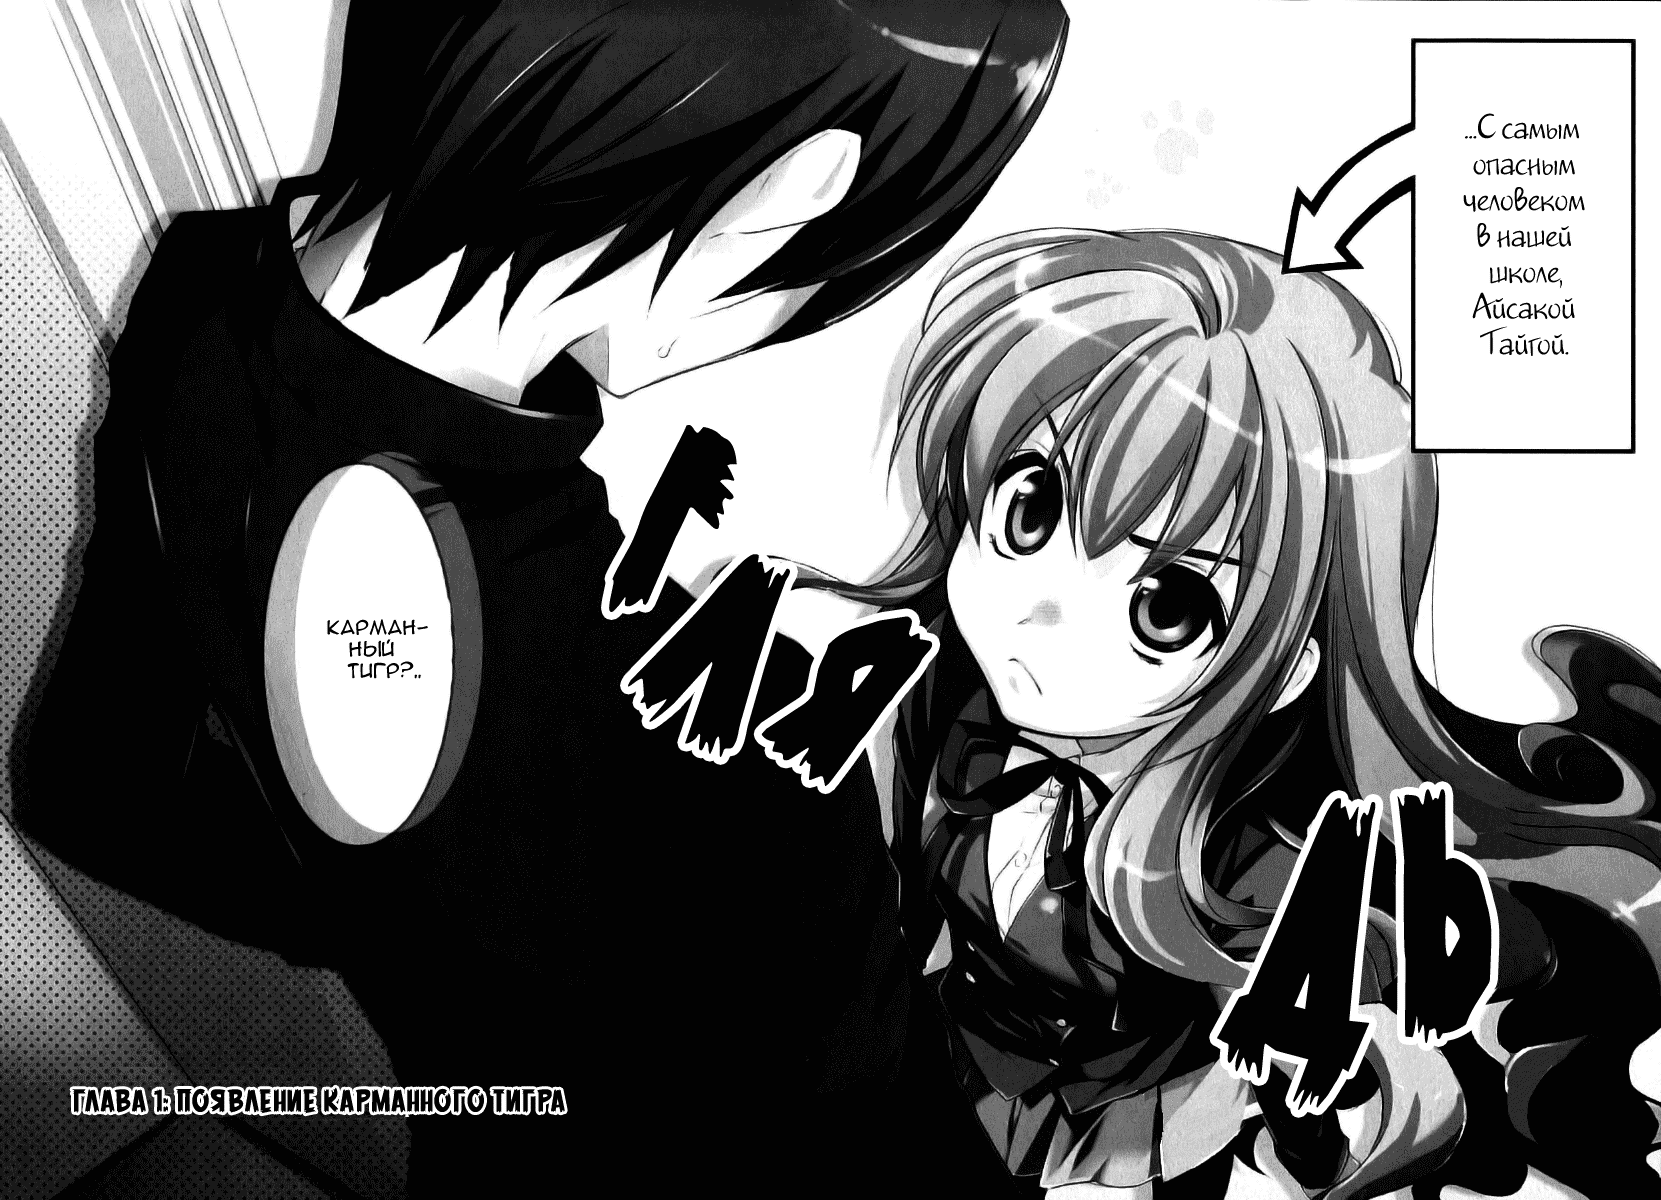 ...С самым
опасным
человеком
в нашей
школе,
Айсакой
Тайгой.
ГЛЯ
ДЬ
КАРМАН-
НЫЙ
ТИГР?..
ГЛАВА 1: ПОЯВЛЕНИЕ КАРМАННОГО ТИГРА